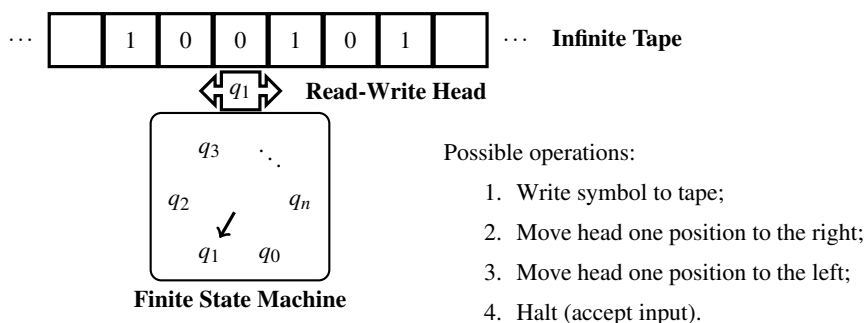 ⋯ 1 0 0 1 0 1 ⋯ Infinite Tape
q₁ Read-Write Head
q₃ ⋱
q₂ qₙ
q₁ q₀
Finite State Machine
Possible operations:
1. Write symbol to tape;
2. Move head one position to the right;
3. Move head one position to the left;
4. Halt (accept input).